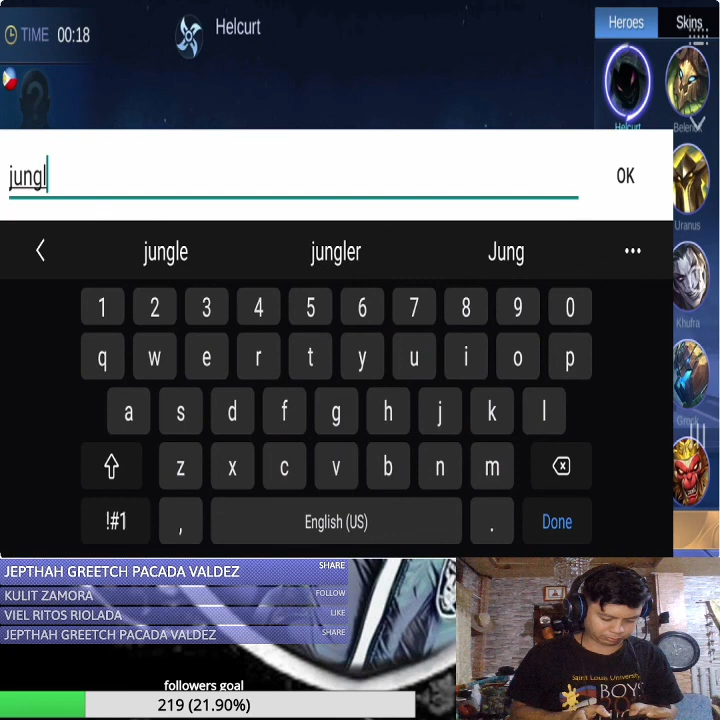 TIME 00:18
Helcurt
Heroes
Skins
Helcurt
Uranus
Khufra
jungl
OK
jungle jungler Jung
1 2 3 4 5 6 7 8 9 0
q w e r t y u i o p
a s d f g h j k l
z x c v b n m
!#1 , English (US) . Done
JEPTHAH GREETCH PACADA VALDEZ SHARE
KULIT ZAMORA FOLLOW
VIEL RITOS RIOLADA LIKE
JEPTHAH GREETCH PACADA VALDEZ SHARE
followers goal
219 (21.90%)
Saint Louis University
BOYS